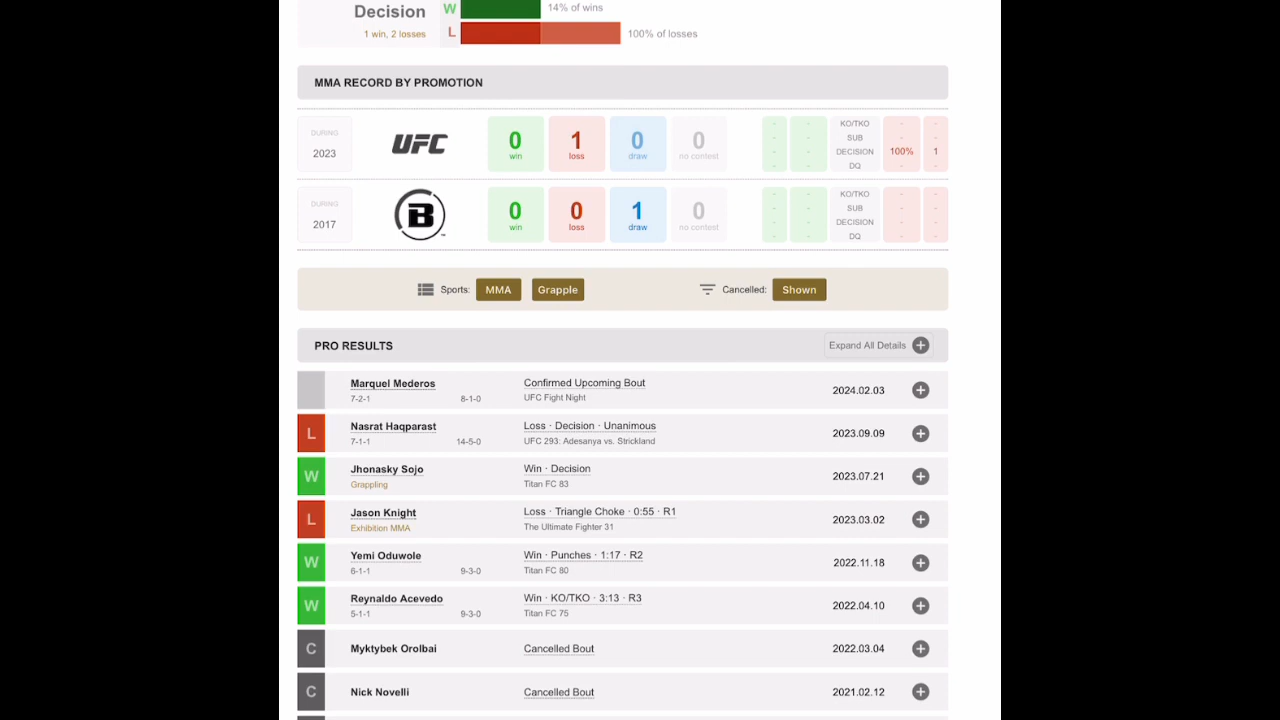 Decision W 14% of wins
1 win, 2 losses L 100% of losses
MMA RECORD BY PROMOTION
DURING 2023 UFC 0 win 1 loss 0 draw 0 no contest
- - KO/TKO - -
- - SUB - -
- - DECISION 100% 1
- - DQ - -
DURING 2017 B 0 win 0 loss 1 draw 0 no contest
- - KO/TKO - -
- - SUB - -
- - DECISION - -
- - DQ - -
Sports: MMA Grapple Cancelled: Shown
PRO RESULTS Expand All Details
Marquel Mederos Confirmed Upcoming Bout 2024.02.03
7-2-1 8-1-0 UFC Fight Night
L Nasrat Haqparast Loss · Decision · Unanimous 2023.09.09
7-1-1 14-5-0 UFC 293: Adesanya vs. Strickland
W Jhonasky Sojo Win · Decision 2023.07.21
Grappling Titan FC 83
L Jason Knight Loss · Triangle Choke · 0:55 · R1 2023.03.02
Exhibition MMA The Ultimate Fighter 31
W Yemi Oduwole Win · Punches · 1:17 · R2 2022.11.18
6-1-1 9-3-0 Titan FC 80
W Reynaldo Acevedo Win · KO/TKO · 3:13 · R3 2022.04.10
5-1-1 9-3-0 Titan FC 75
C Myktybek Orolbai Cancelled Bout 2022.03.04
C Nick Novelli Cancelled Bout 2021.02.12